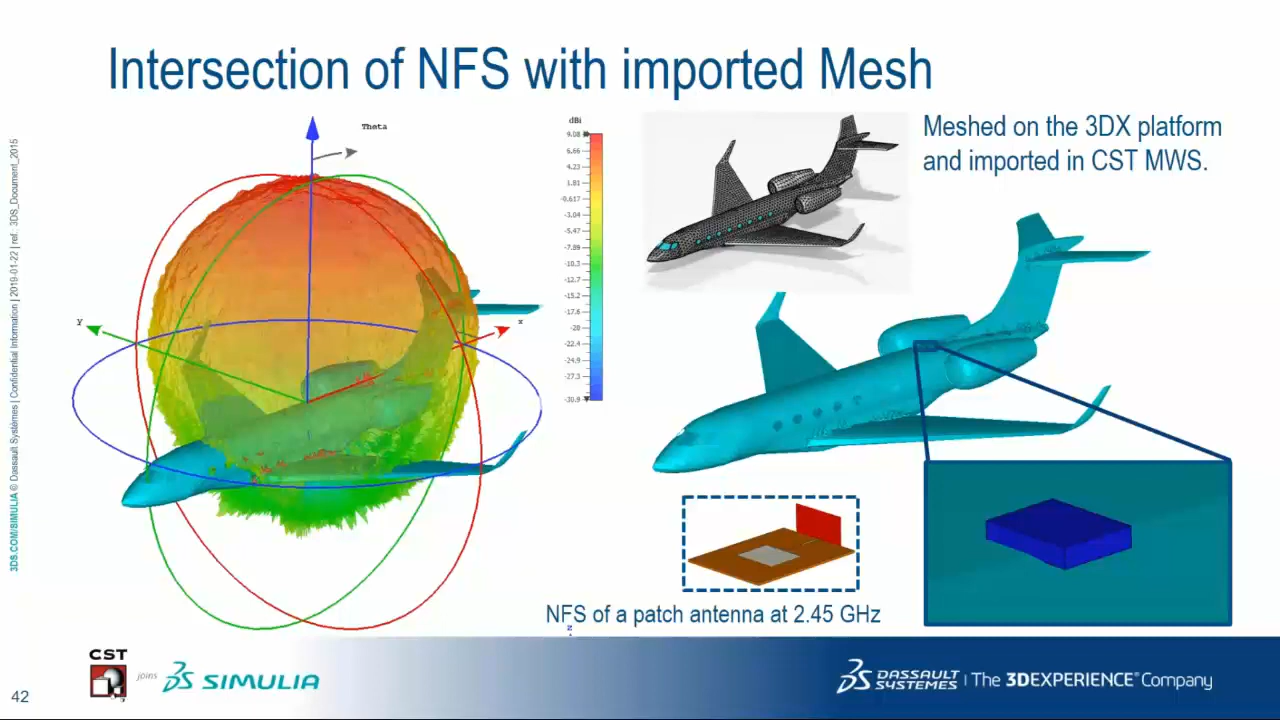 Intersection of NFS with imported Mesh
3DS.COM/SIMULIA © Dassault Systèmes | Confidential Information | 2019-01-22 | ref.: 3DS_Document_2015
Theta
y
x
dBi
9.08
6.66
4.23
1.81
-0.617
-3.04
-5.47
-7.89
-10.3
-12.7
-15.2
-17.6
-20
-22.4
-24.9
-27.3
-30.9
Meshed on the 3DX platform
and imported in CST MWS.
NFS of a patch antenna at 2.45 GHz
z
CST
joins
SIMULIA
DASSAULT
SYSTEMES
The 3DEXPERIENCE® Company
42